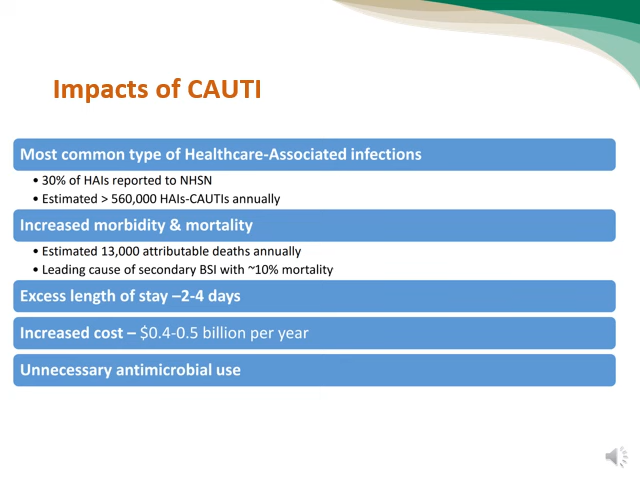 Impacts of CAUTI
Most common type of Healthcare-Associated infections
• 30% of HAIs reported to NHSN
• Estimated > 560,000 HAIs-CAUTIs annually
Increased morbidity & mortality
• Estimated 13,000 attributable deaths annually
• Leading cause of secondary BSI with ~10% mortality
Excess length of stay –2-4 days
Increased cost – $0.4-0.5 billion per year
Unnecessary antimicrobial use